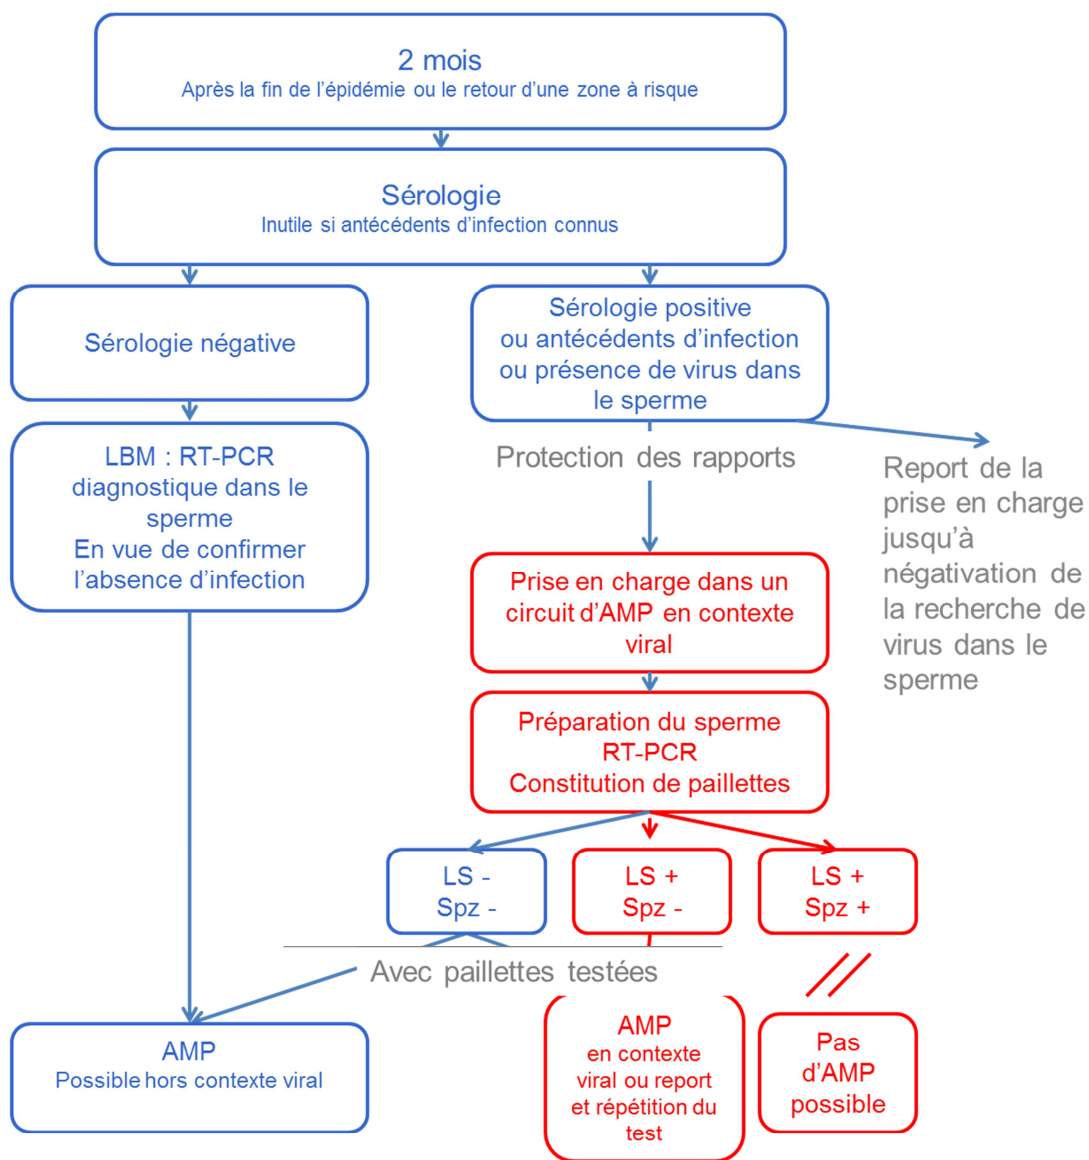 2 mois
Après la fin de l’épidémie ou le retour d’une zone à risque
Sérologie
Inutile si antécédents d’infection connus
Sérologie négative
Sérologie positive
ou antécédents d’infection
ou présence de virus dans
le sperme
LBM : RT-PCR
diagnostique dans le
sperme
En vue de confirmer
l’absence d’infection
Protection des rapports
Report de la
prise en charge
jusqu’à
négativation de
la recherche de
virus dans le
sperme
Prise en charge dans un
circuit d’AMP en contexte
viral
Préparation du sperme
RT-PCR
Constitution de paillettes
LS -
Spz -
LS +
Spz -
LS +
Spz +
Avec paillettes testées
AMP
Possible hors contexte viral
AMP
en contexte
viral ou report
et répétition du
test
Pas
d’AMP
possible